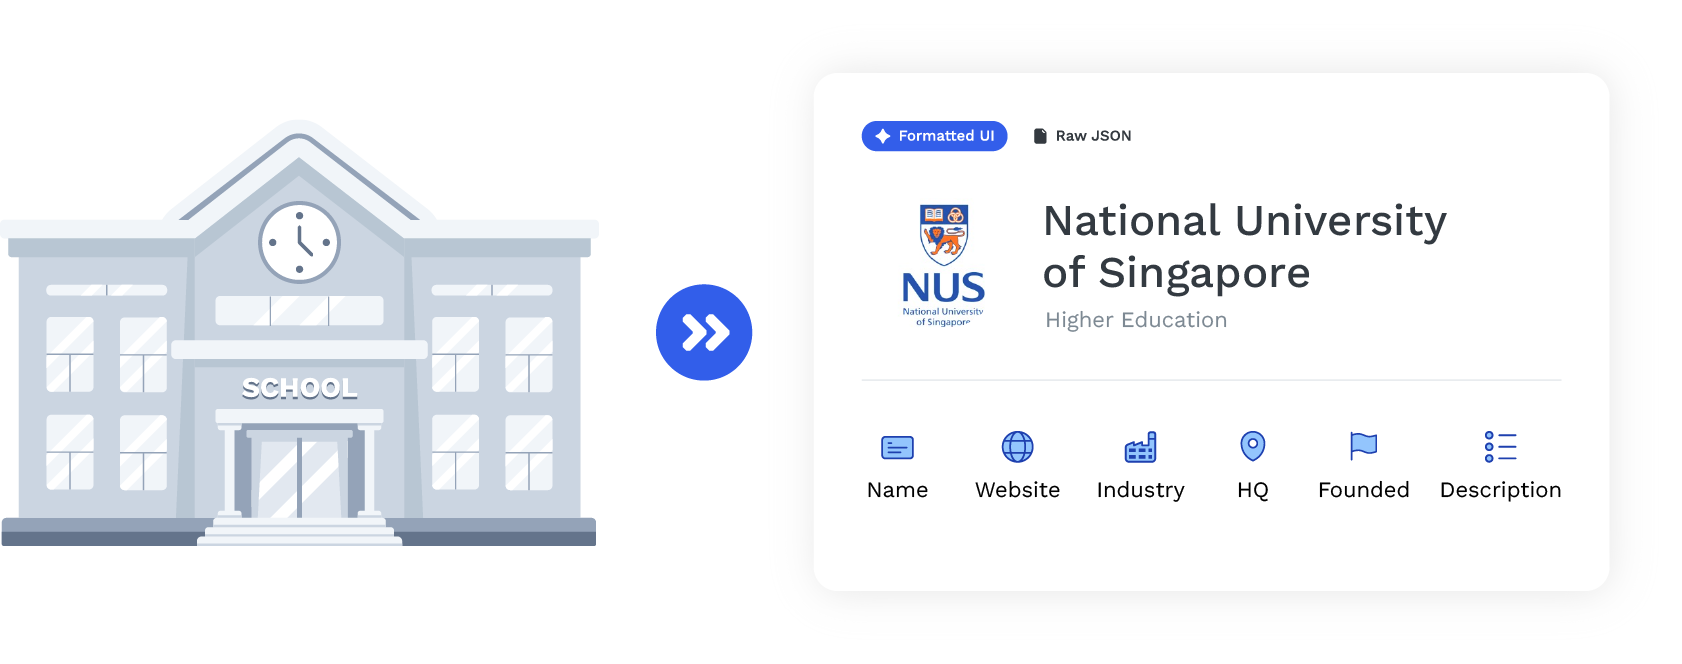 SCHOOL
Formatted UI
Raw JSON
NUS
National University
of Singapore
National University
of Singapore
Higher Education
Name
Website
Industry
HQ
Founded
Description